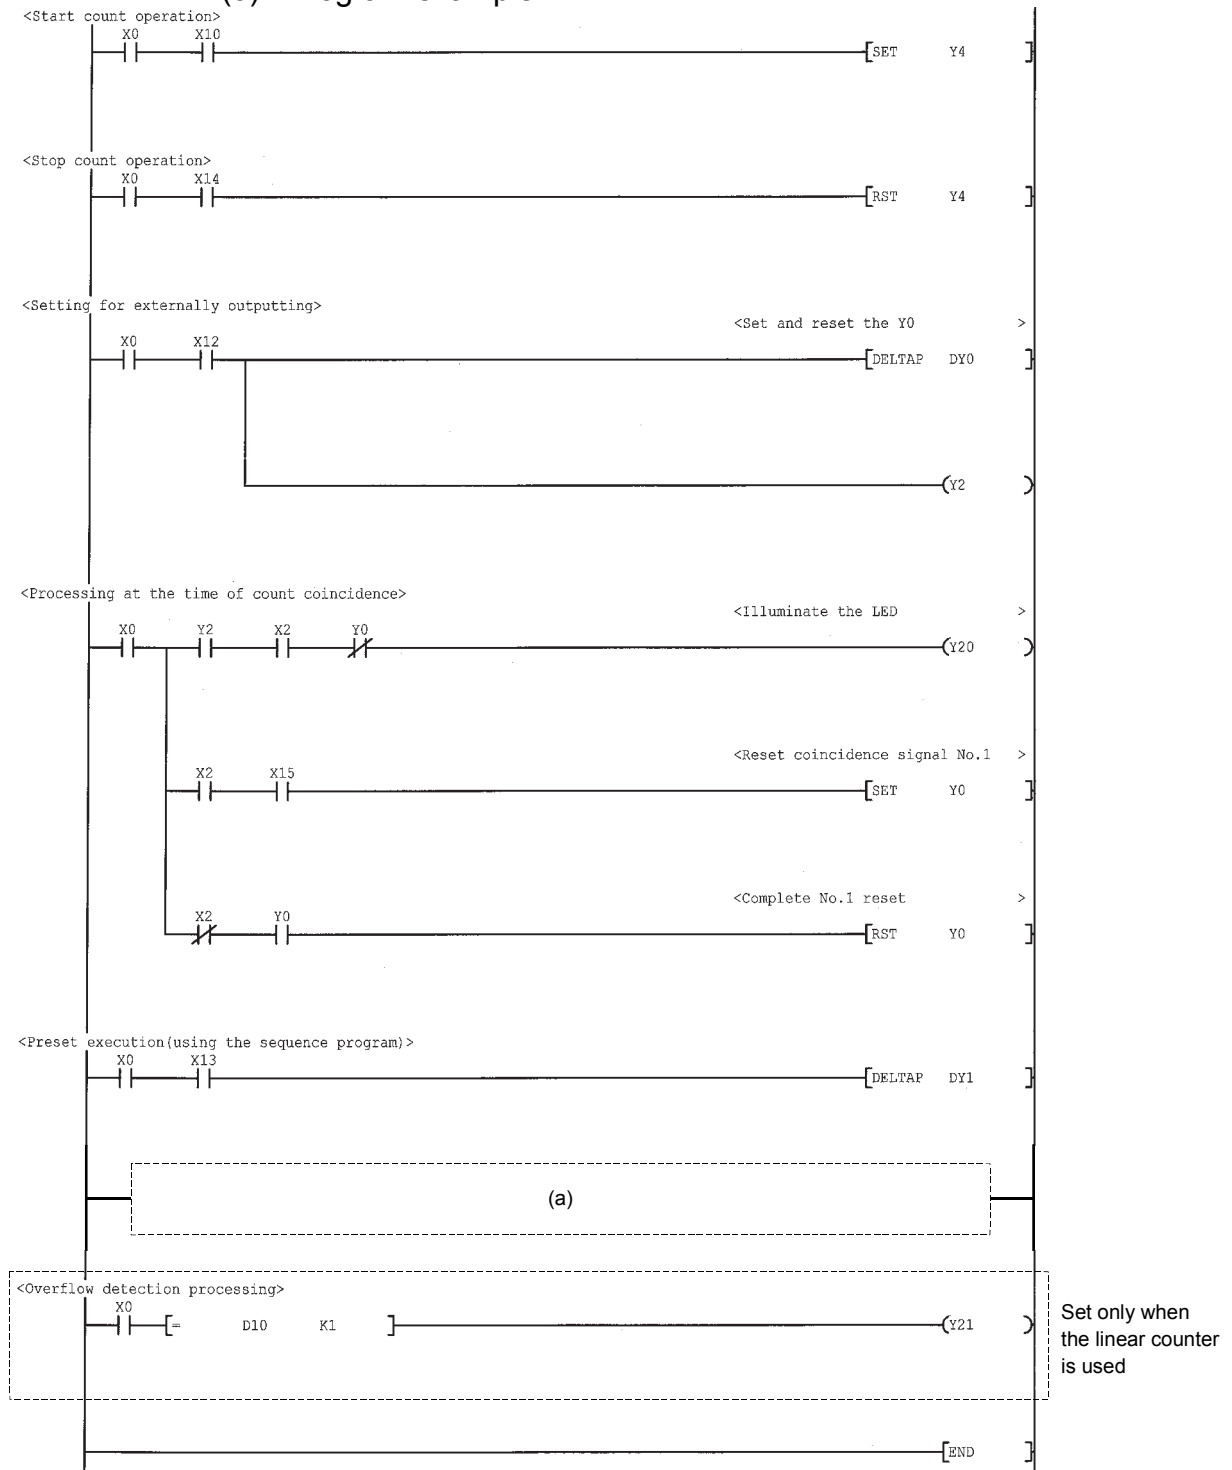 <Start count operation>
X0 X10
SET Y4
<Stop count operation>
X0 X14
RST Y4
<Setting for externally outputting>
<Set and reset the Y0 >
X0 X12
DELTAP DY0
Y2
<Processing at the time of count coincidence>
<Illuminate the LED >
X0 Y2 X2 Y0
Y20
<Reset coincidence signal No.1 >
X2 X15
SET Y0
<Complete No.1 reset >
X2 Y0
RST Y0
<Preset execution(using the sequence program)>
X0 X13
DELTAP DY1
(a)
<Overflow detection processing>
X0
= D10 K1
Y21
Set only when
the linear counter
is used
END